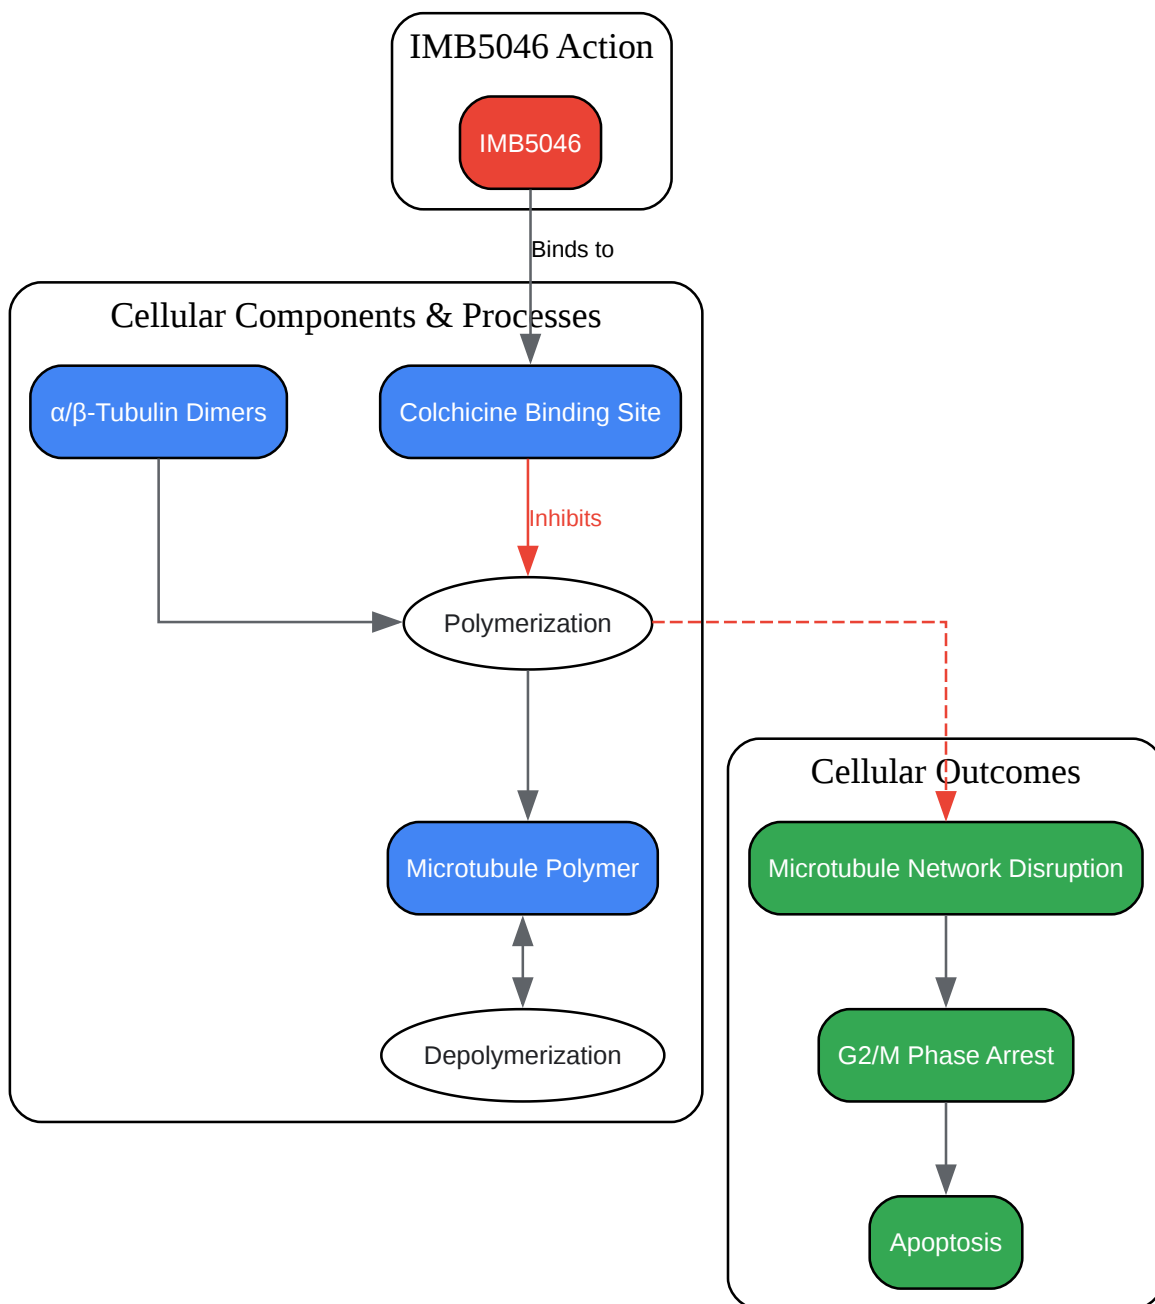 IMB5046 Action
IMB5046
Binds to
Cellular Components & Processes
α/β-Tubulin Dimers
Colchicine Binding Site
Inhibits
Polymerization
Microtubule Polymer
Depolymerization
Cellular Outcomes
Microtubule Network Disruption
G2/M Phase Arrest
Apoptosis